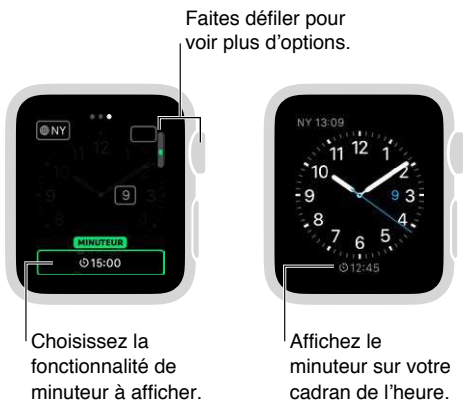 Faites défiler pour
voir plus d'options.
NY
9
MINUTEUR
15:00
NY 13:09
12
1
2
3
4
5
6
7
8
9
10
11
9
12:45
Choisissez la
fonctionnalité de
minuteur à afficher.
Affichez le
minuteur sur votre
cadran de l'heure.